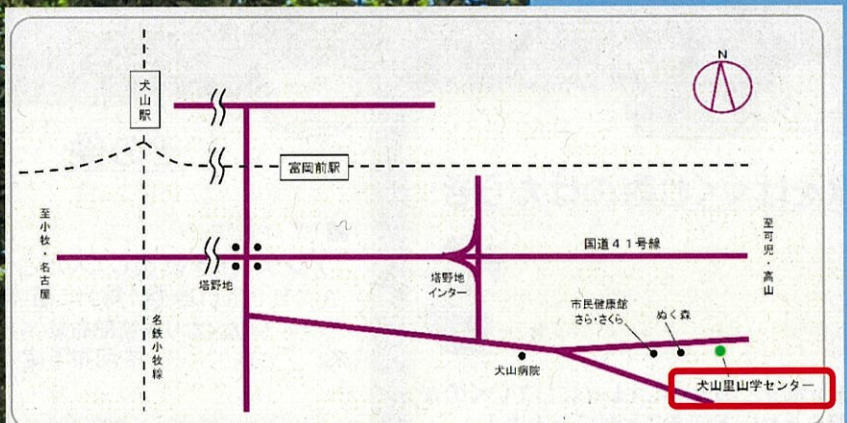 N
犬山駅
富岡前駅
至小牧・名古屋
国道41号線
至可児・高山
塔野地
塔野地
インター
名鉄小牧線
市民健康館
さら・さくら
ぬく森
犬山病院
犬山里山学センター